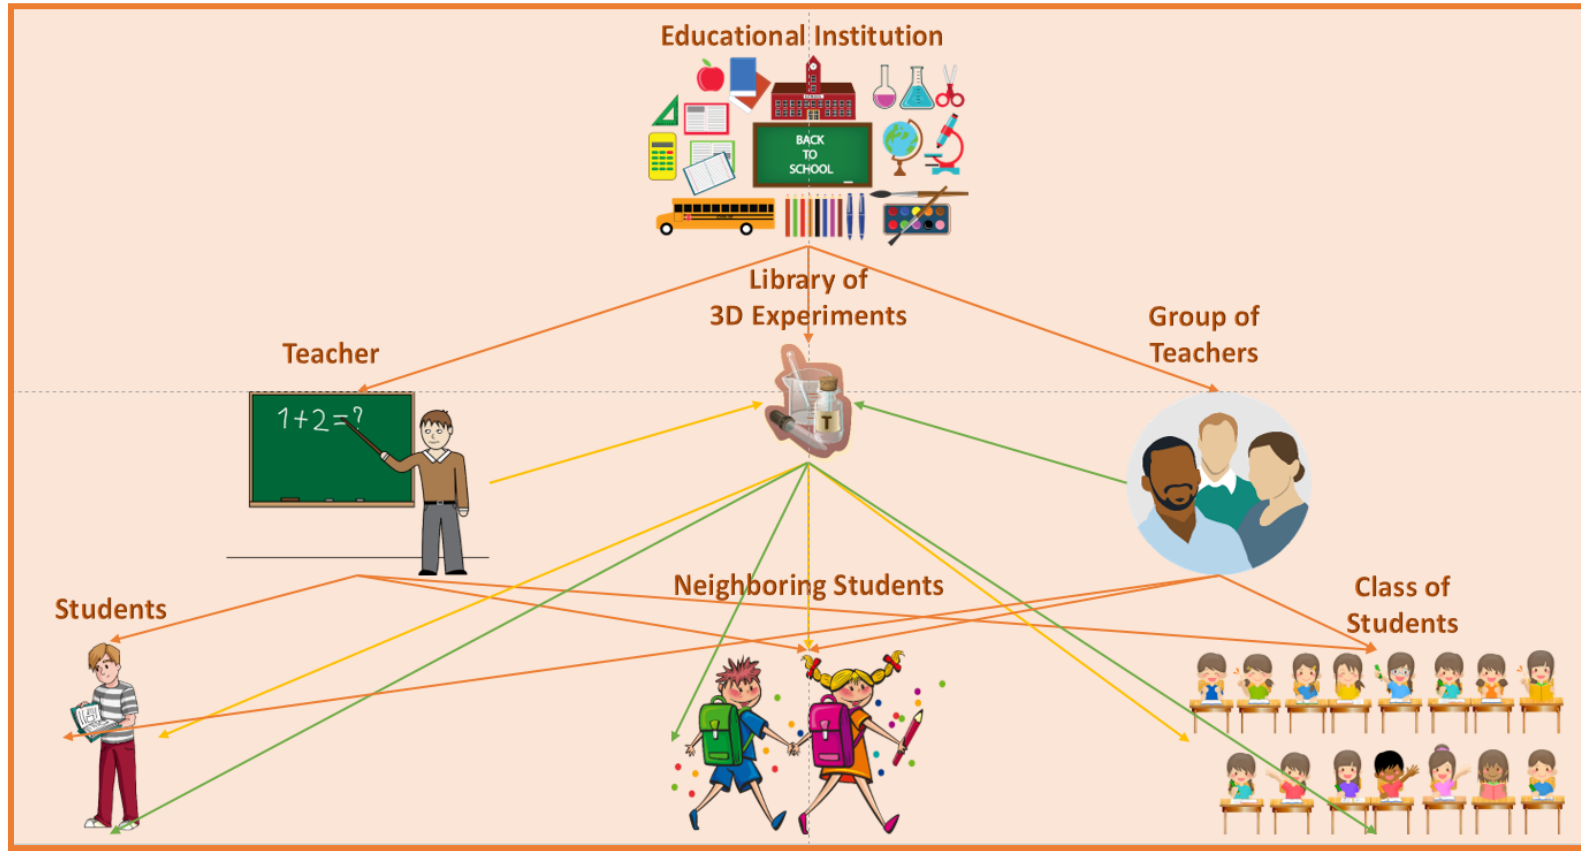 Educational Institution
SCHOOL
BACK
TO
SCHOOL
Library of
3D Experiments
Group of
Teachers
Teacher
1+2=?
T
Neighboring Students
Class of
Students
Students